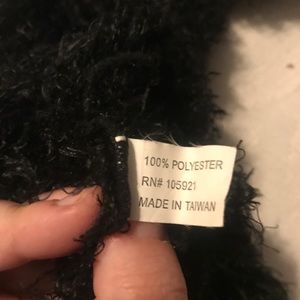 100% POLYESTER
RN# 105921
MADE IN TAIWAN